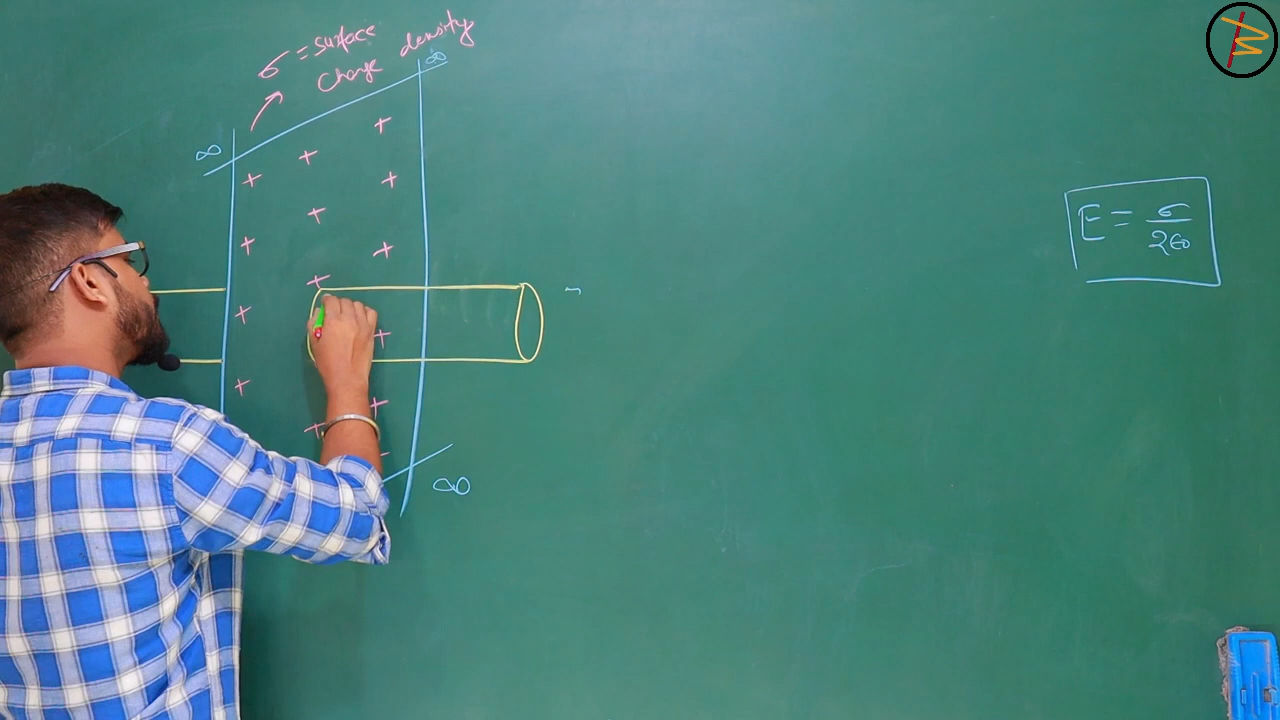 σ = surface
charge density
∞
∞
∞
+ + + + + + + + + + + + + +
E = σ/2ε₀